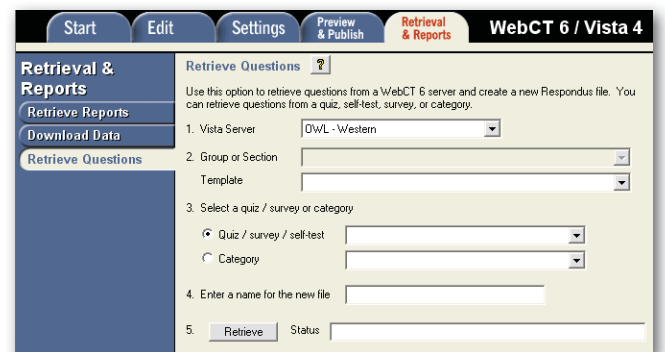 Start Edit Settings Preview & Publish Retrieval & Reports WebCT 6 / Vista 4
Retrieval & Reports
Retrieve Reports
Download Data
Retrieve Questions
Retrieve Questions ?
Use this option to retrieve questions from a WebCT 6 server and create a new Respondus file. You
can retrieve questions from a quiz, self-test, survey, or category.
1. Vista Server OWL - Western
2. Group or Section
Template
3. Select a quiz / survey or category
Quiz / survey / self-test
Category
4. Enter a name for the new file
5. Retrieve Status